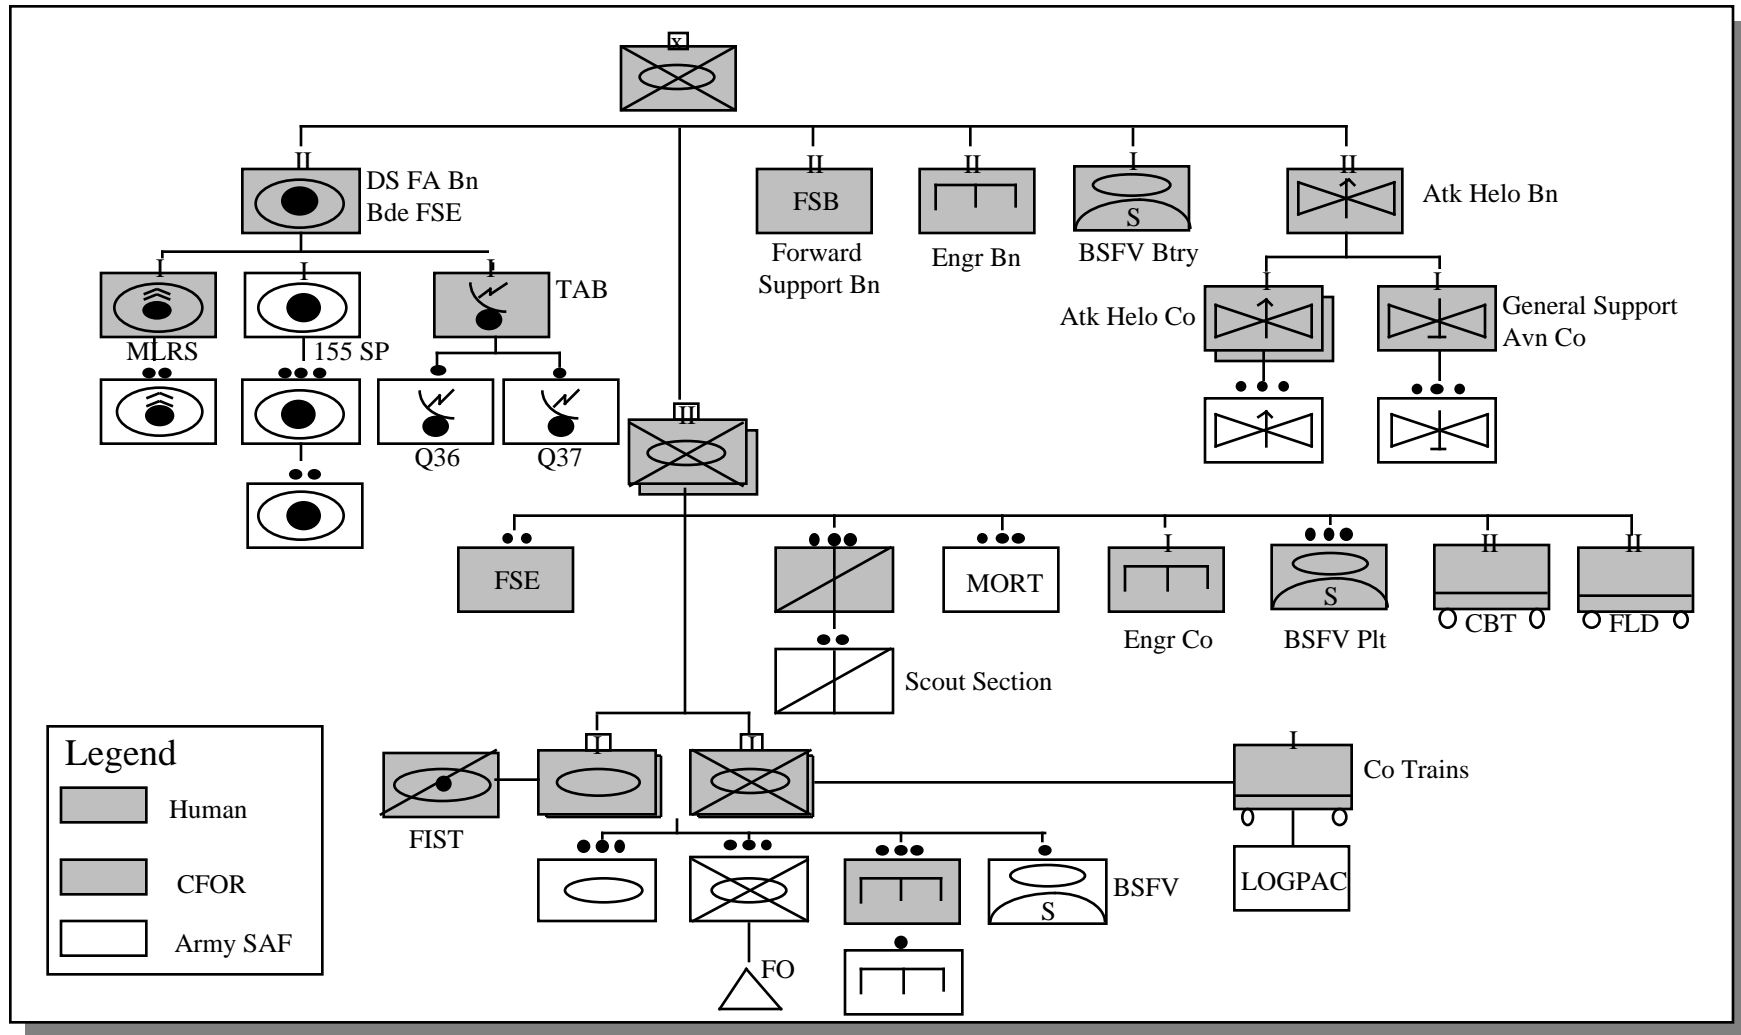 x
II
DS FA Bn
Bde FSE
II
FSB
Forward
Support Bn
II
Engr Bn
I
S
BSFV Btry
II
Atk Helo Bn
I
MLRS
I
155 SP
I
TAB
Q36
Q37
I
Atk Helo Co
I
General Support
Avn Co
II
FSE
MORT
I
Engr Co
S
BSFV Plt
II
CBT
II
FLD
Scout Section
FIST
I
I
I
Co Trains
LOGPAC
S
BSFV
FO
Legend
Human
CFOR
Army SAF